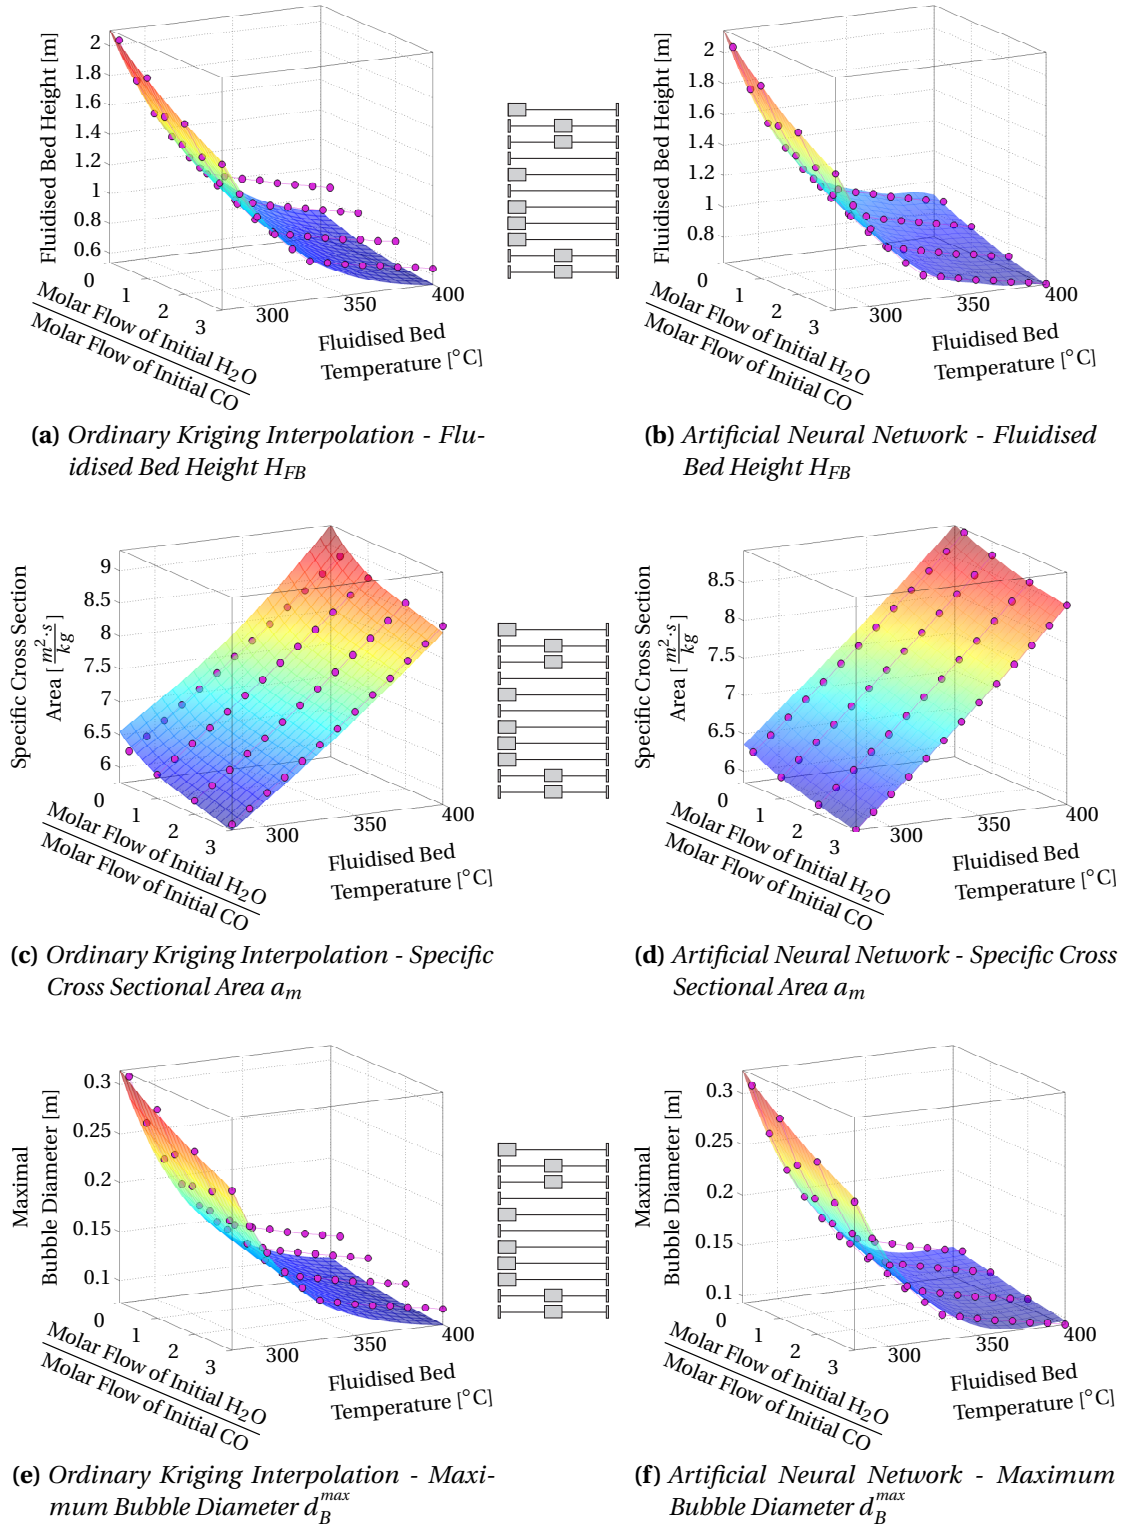 Fluidised Bed Height [m]
2
1.8
1.6
1.4
1.2
1
0.8
0.6
0
1
2
3
300
350
400
Molar Flow of Initial H₂O
Molar Flow of Initial CO
Fluidised Bed
Temperature [°C]
(a) Ordinary Kriging Interpolation - Flu-
idised Bed Height H_FB
Fluidised Bed Height [m]
2
1.8
1.6
1.4
1.2
1
0.8
0
1
2
3
300
350
400
Molar Flow of Initial H₂O
Molar Flow of Initial CO
Fluidised Bed
Temperature [°C]
(b) Artificial Neural Network - Fluidised
Bed Height H_FB
Specific Cross Section
Area [m²·s/kg]
9
8.5
8
7.5
7
6.5
6
0
1
2
3
300
350
400
Molar Flow of Initial H₂O
Molar Flow of Initial CO
Fluidised Bed
Temperature [°C]
(c) Ordinary Kriging Interpolation - Specific
Cross Sectional Area a_m
Specific Cross Section
Area [m²·s/kg]
8.5
8
7.5
7
6.5
6
0
1
2
3
300
350
400
Molar Flow of Initial H₂O
Molar Flow of Initial CO
Fluidised Bed
Temperature [°C]
(d) Artificial Neural Network - Specific Cross
Sectional Area a_m
Maximal
Bubble Diameter [m]
0.3
0.25
0.2
0.15
0.1
0
1
2
3
300
350
400
Molar Flow of Initial H₂O
Molar Flow of Initial CO
Fluidised Bed
Temperature [°C]
(e) Ordinary Kriging Interpolation - Maxi-
mum Bubble Diameter d_B^max
Maximal
Bubble Diameter [m]
0.3
0.25
0.2
0.15
0.1
0
1
2
3
300
350
400
Molar Flow of Initial H₂O
Molar Flow of Initial CO
Fluidised Bed
Temperature [°C]
(f) Artificial Neural Network - Maximum
Bubble Diameter d_B^max